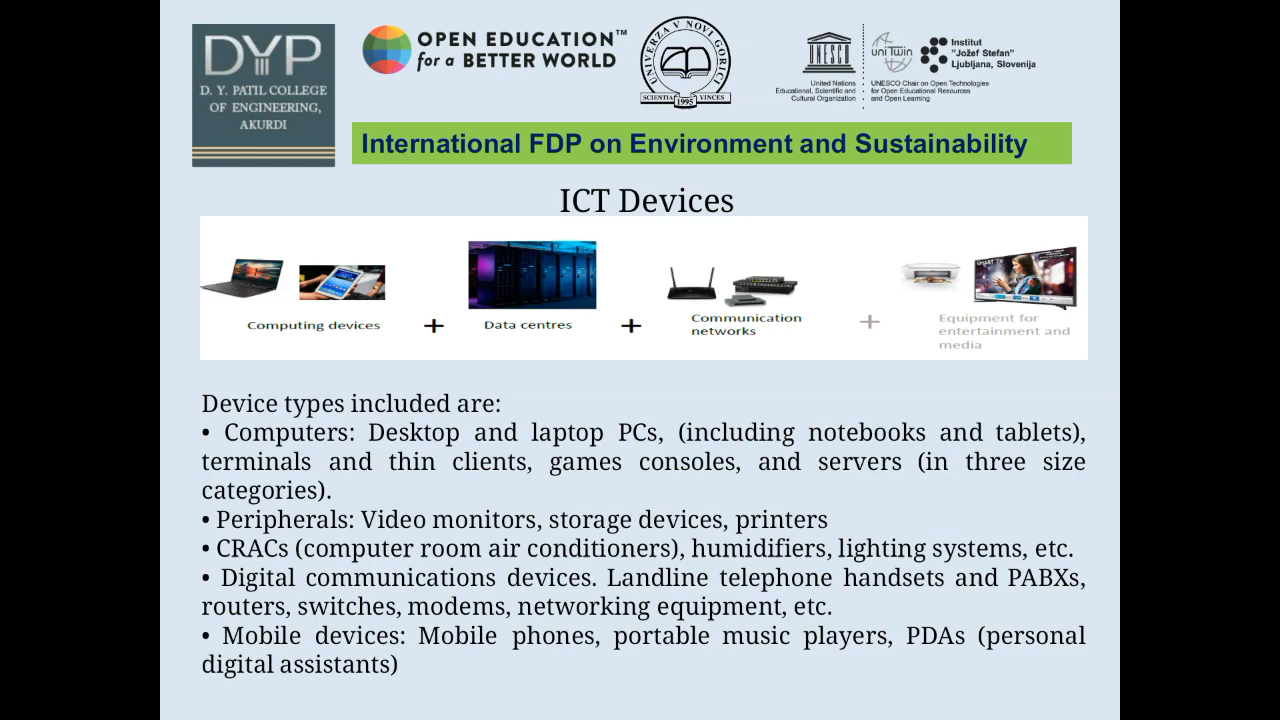 DYP
D. Y. PATIL COLLEGE
OF ENGINEERING,
AKURDI
OPEN EDUCATION™
for a BETTER WORLD
UNIVERZA V NOVI GORICI
SCIENTIA VINCES
1995
UNESCO
United Nations
Educational, Scientific and
Cultural Organization
uniTwin
Institut
"Jožef Stefan"
Ljubljana, Slovenija
UNESCO Chair on Open Technologies
for Open Educational Resources
and Open Learning
International FDP on Environment and Sustainability
ICT Devices
SMART TV
Computing devices + Data centres + Communication networks + Equipment for entertainment and media
Device types included are:
• Computers: Desktop and laptop PCs, (including notebooks and tablets),
terminals and thin clients, games consoles, and servers (in three size
categories).
• Peripherals: Video monitors, storage devices, printers
• CRACs (computer room air conditioners), humidifiers, lighting systems, etc.
• Digital communications devices. Landline telephone handsets and PABXs,
routers, switches, modems, networking equipment, etc.
• Mobile devices: Mobile phones, portable music players, PDAs (personal
digital assistants)